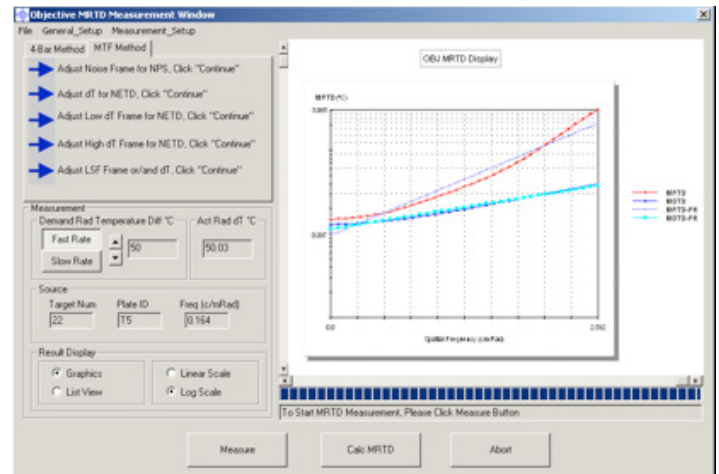 Objective MRTD Measurement Window
File General_Setup Measurement_Setup
4-Bar Method MTF Method
Adjust Noise Frame for NPS, Click "Continue"
Adjust dT for NETD, Click "Continue"
Adjust Low dT Frame for NETD, Click "Continue"
Adjust High dT Frame for NETD, Click "Continue"
Adjust LSF Frame or/and dT, Click "Continue"
Measurement
Demand Rad Temperature Diff °C
Act Rad dT °C
Fast Rate
50
50.03
Slow Rate
Source
Target Num Plate ID Freq (c/mRad)
22 T5 0.164
Result Display
Graphics Linear Scale
List View Log Scale
OBJ MRTD Display
MRTD (°C)
0.0
Spatial Frequency (c/mRad)
MRTD
MDTD
MRTD-Fit
MDTD-Fit
To Start MRTD Measurement, Please Click Measure Button
Measure Calc MRTD Abort